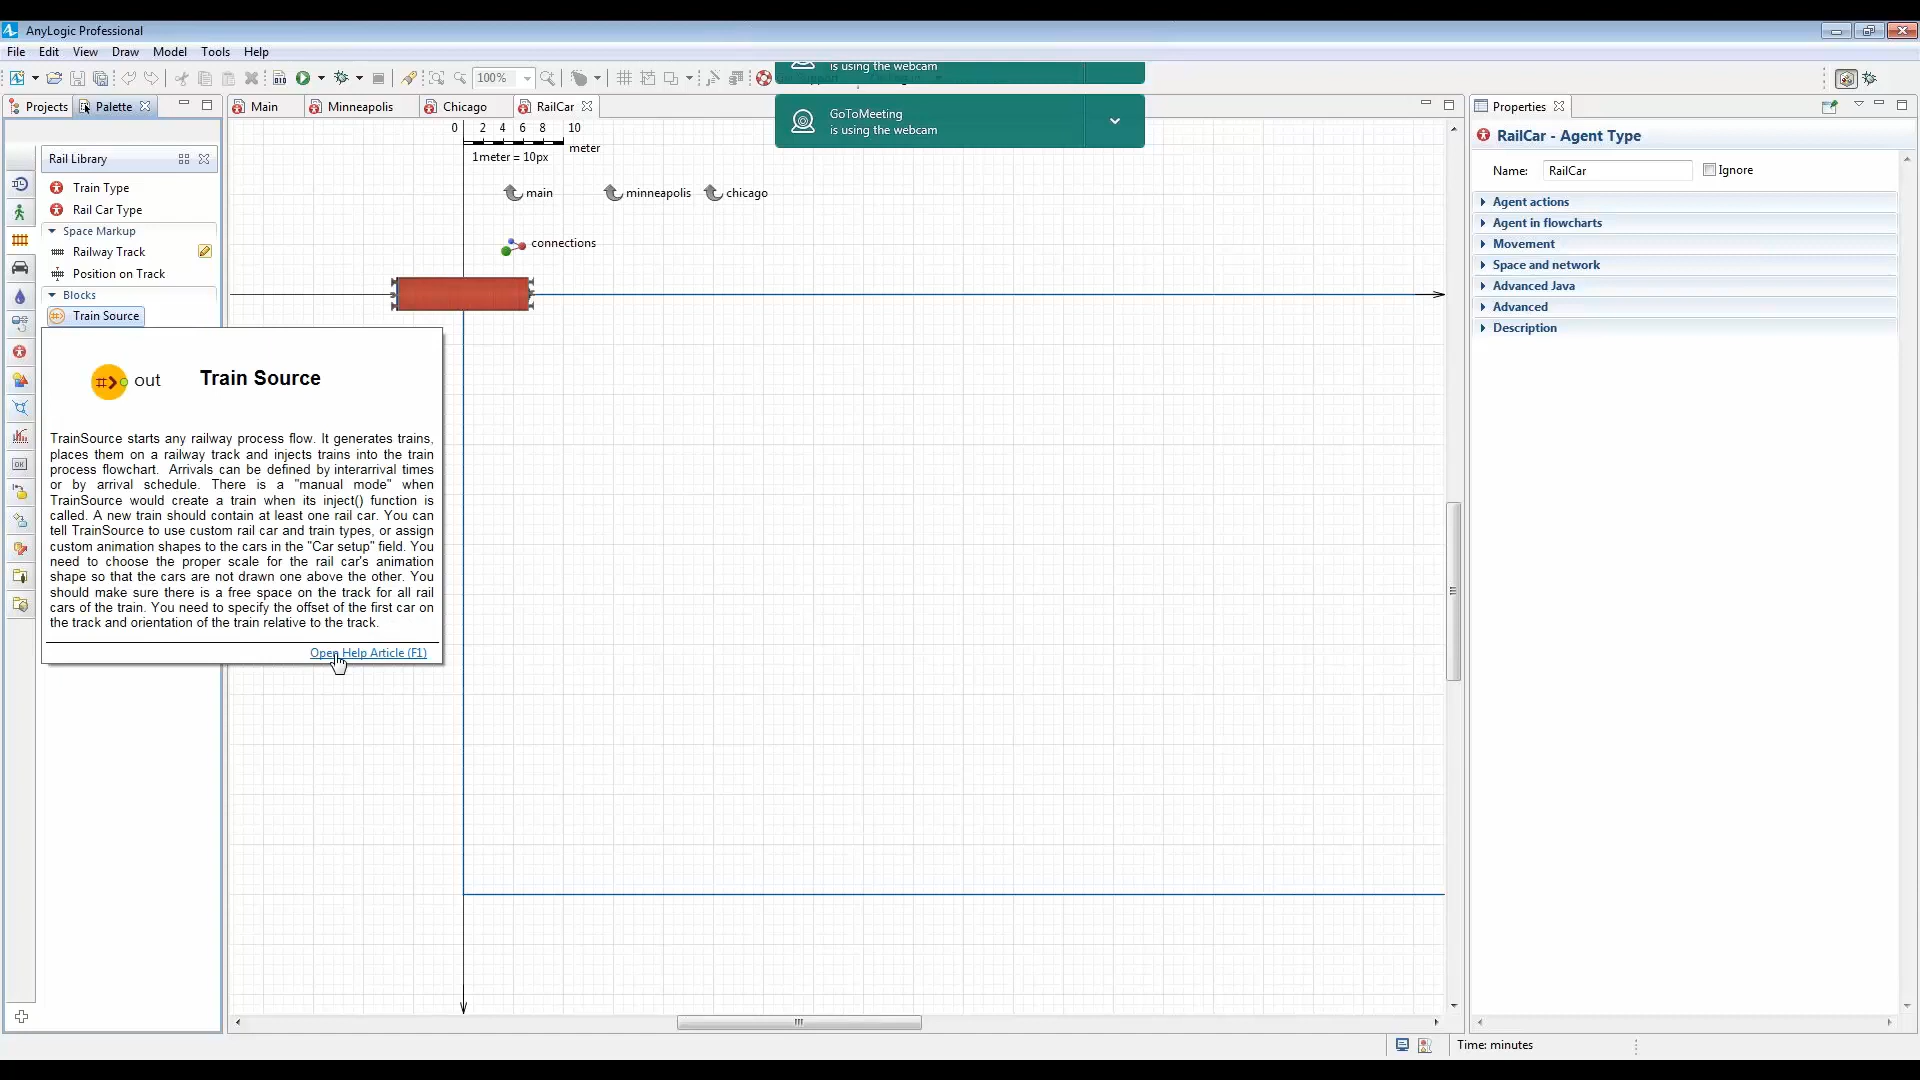 AnyLogic Professional
File Edit View Draw Model Tools Help
100%
is using the webcam
GoToMeeting
is using the webcam
Projects Palette
Main Minneapolis Chicago RailCar
Properties
Rail Library
Train Type
Rail Car Type
Space Markup
Railway Track
Position on Track
Blocks
Train Source
out Train Source
TrainSource starts any railway process flow. It generates trains,
places them on a railway track and injects trains into the train
process flowchart. Arrivals can be defined by interarrival times
or by arrival schedule. There is a "manual mode" when
TrainSource would create a train when its inject() function is
called. A new train should contain at least one rail car. You can
tell TrainSource to use custom rail car and train types, or assign
custom animation shapes to the cars in the "Car setup" field. You
need to choose the proper scale for the rail car's animation
shape so that the cars are not drawn one above the other. You
should make sure there is a free space on the track for all rail
cars of the train. You need to specify the offset of the first car on
the track and orientation of the train relative to the track.
Open Help Article (F1)
0 2 4 6 8 10
meter
1meter = 10px
main minneapolis chicago
connections
RailCar - Agent Type
Name: RailCar Ignore
Agent actions
Agent in flowcharts
Movement
Space and network
Advanced Java
Advanced
Description
Time: minutes